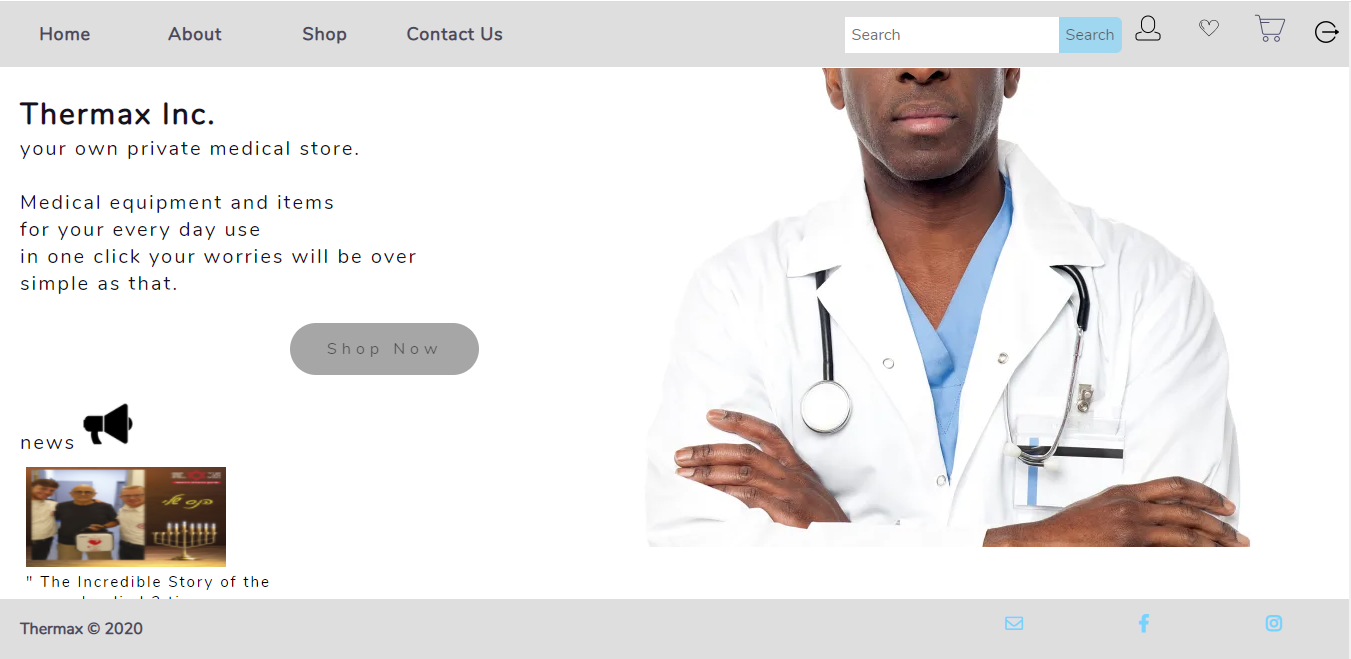 Home About Shop Contact Us Search Search
Thermax Inc.
your own private medical store.
Medical equipment and items
for your every day use
in one click your worries will be over
simple as that.
Shop Now
news
" The Incredible Story of the
Thermax © 2020